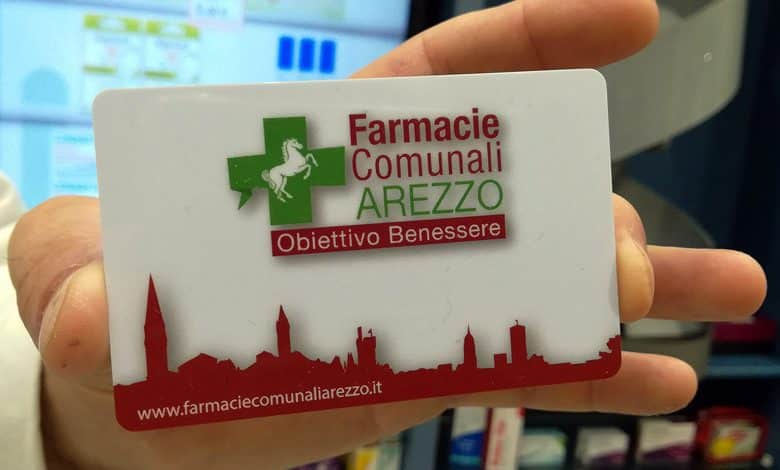 Farmacie
Comunali
AREZZO
Obiettivo Benessere
www.farmaciecomunaliarezzo.it